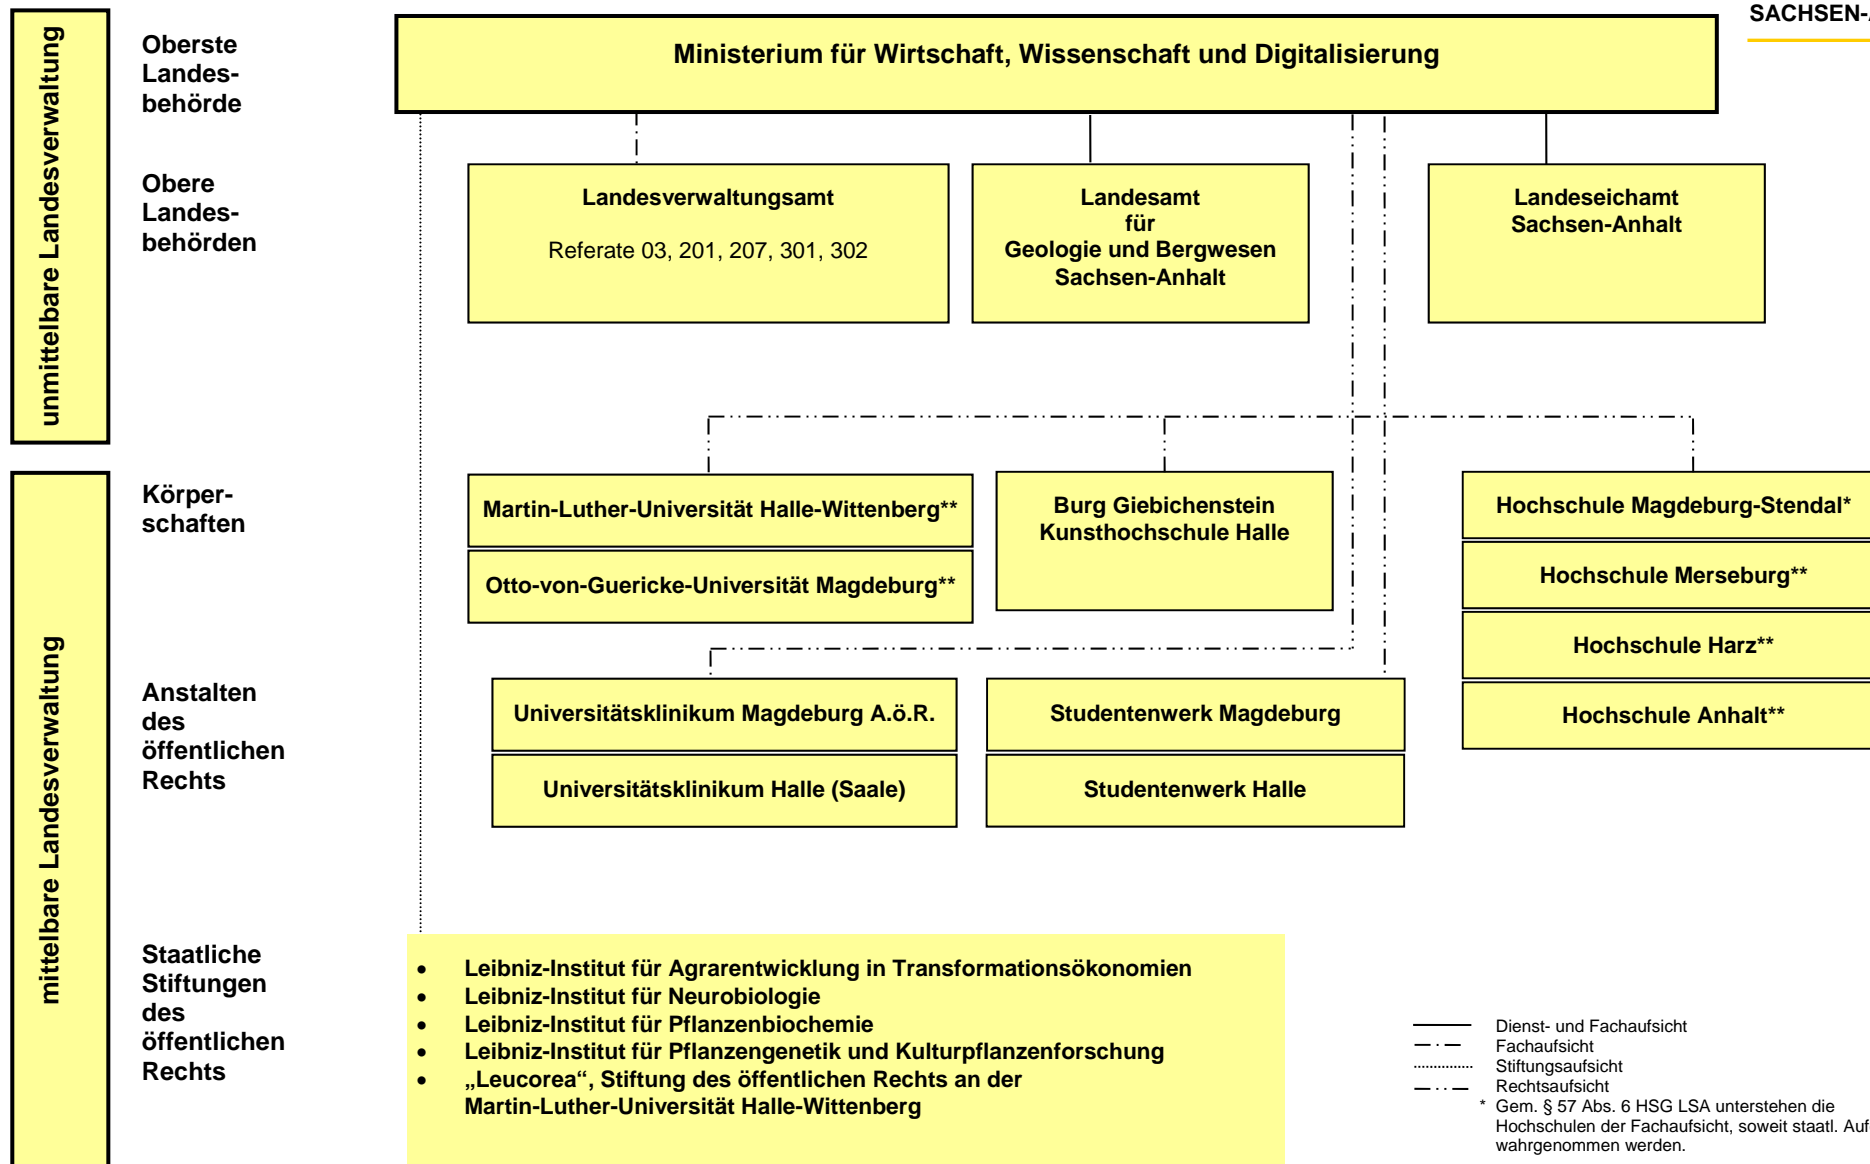 SACHSEN-
unmittelbare Landesverwaltung
Oberste
Landes-
behörde
Ministerium für Wirtschaft, Wissenschaft und Digitalisierung
Obere
Landes-
behörden
Landesverwaltungsamt
Referate 03, 201, 207, 301, 302
Landesamt
für
Geologie und Bergwesen
Sachsen-Anhalt
Landeseichamt
Sachsen-Anhalt
mittelbare Landesverwaltung
Körper-
schaften
Martin-Luther-Universität Halle-Wittenberg**
Otto-von-Guericke-Universität Magdeburg**
Burg Giebichenstein
Kunsthochschule Halle
Hochschule Magdeburg-Stendal*
Hochschule Merseburg**
Hochschule Harz**
Hochschule Anhalt**
Anstalten
des
öffentlichen
Rechts
Universitätsklinikum Magdeburg A.ö.R.
Universitätsklinikum Halle (Saale)
Studentenwerk Magdeburg
Studentenwerk Halle
Staatliche
Stiftungen
des
öffentlichen
Rechts
• Leibniz-Institut für Agrarentwicklung in Transformationsökonomien
• Leibniz-Institut für Neurobiologie
• Leibniz-Institut für Pflanzenbiochemie
• Leibniz-Institut für Pflanzengenetik und Kulturpflanzenforschung
• „Leucorea“, Stiftung des öffentlichen Rechts an der
Martin-Luther-Universität Halle-Wittenberg
Dienst- und Fachaufsicht
Fachaufsicht
Stiftungsaufsicht
Rechtsaufsicht
* Gem. § 57 Abs. 6 HSG LSA unterstehen die
Hochschulen der Fachaufsicht, soweit staatl. Auf
wahrgenommen werden.